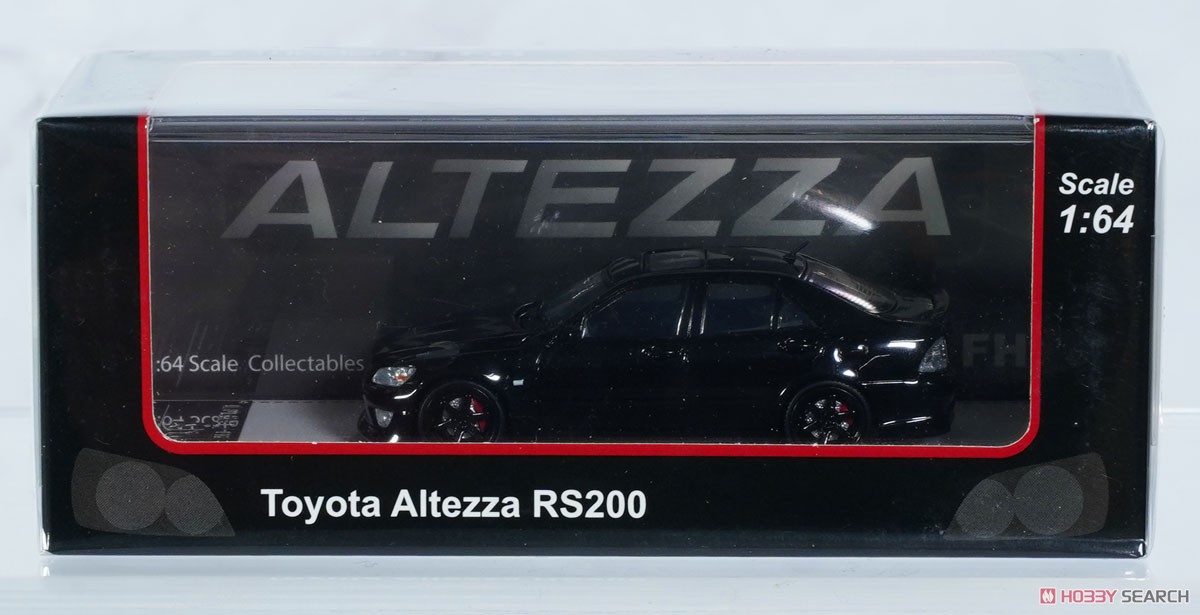 ALTEZZA
Scale
1:64
:64 Scale Collectables
FH
Toyota Altezza RS200
HOBBY SEARCH